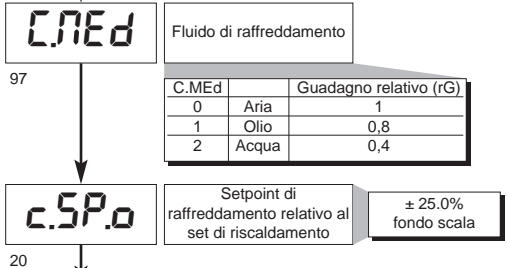 C.MEd
Fluido di raffreddamento
97
C.MEd Guadagno relativo (rG)
0 Aria 1
1 Olio 0,8
2 Acqua 0,4
c.SP.o
Setpoint di
raffreddamento relativo al
set di riscaldamento
± 25.0%
fondo scala
20